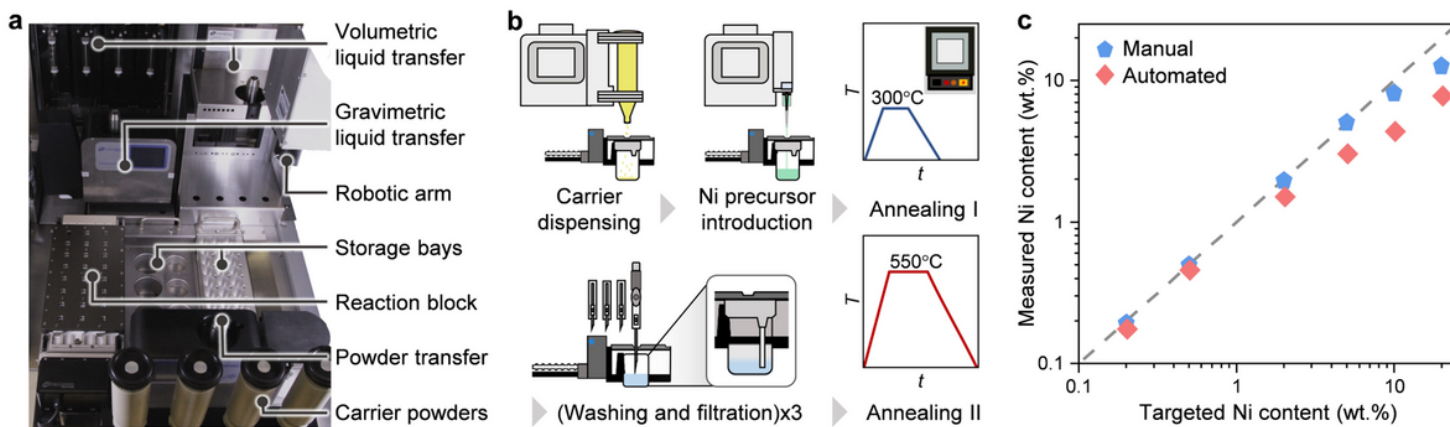 a
Volumetric
liquid transfer
Gravimetric
liquid transfer
Robotic arm
Storage bays
Reaction block
Powder transfer
Carrier powders
b
Carrier
dispensing
Ni precursor
introduction
T
300°C
t
Annealing I
(Washing and filtration)x3
T
550°C
t
Annealing II
c
Manual
Automated
Measured Ni content (wt.%)
10
1
0.1
0.1
1
10
Targeted Ni content (wt.%)